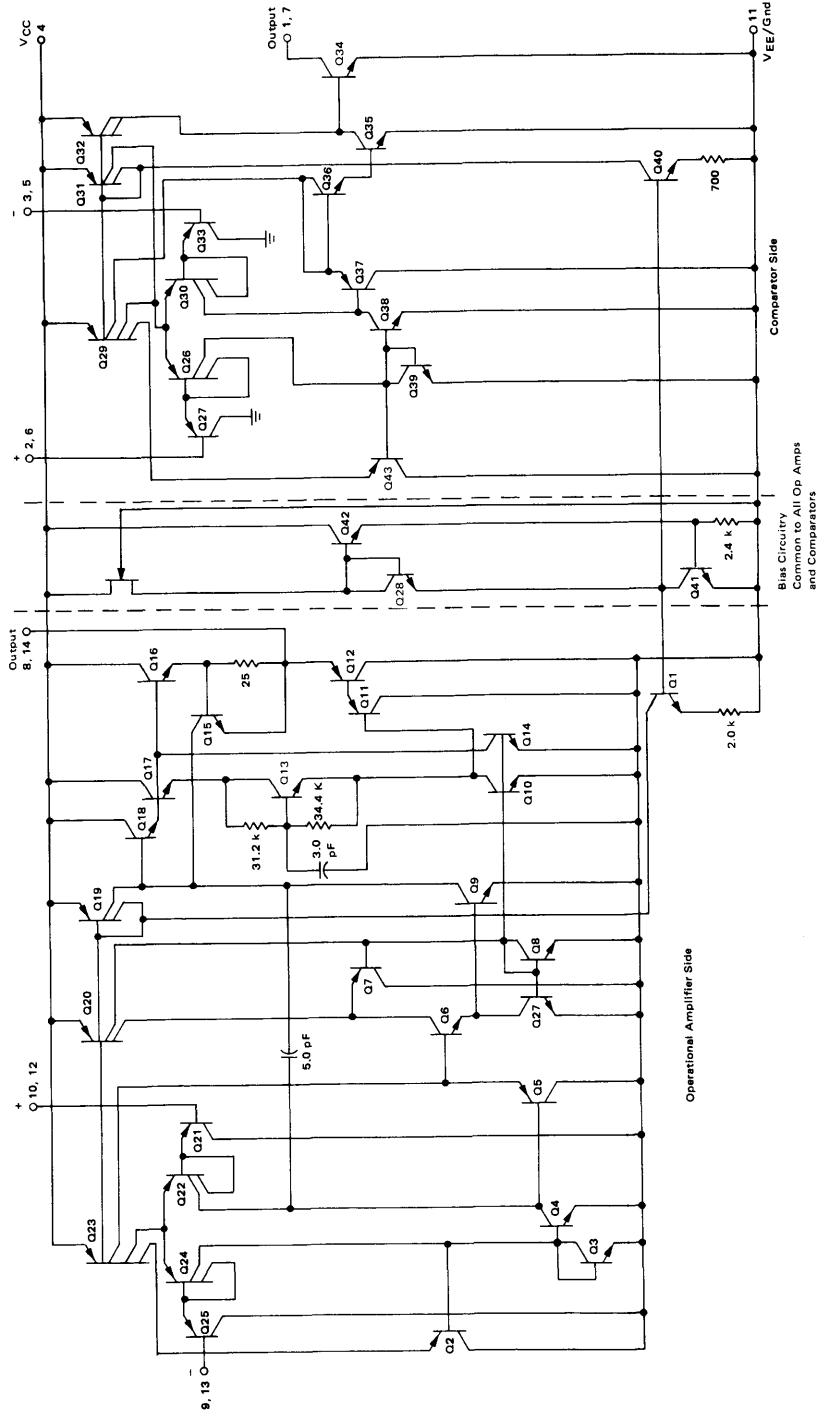 Output
8, 14
+
10, 12
Q23
Q20
Q19
Q18
Q17
Q16
25
Q15
Q12
Q11
Q13
31.2 k
34.4 K
3.0
pF
Q14
Q10
Q9
Q8
Q27
Q7
Q6
5.0 pF
Q5
Q21
Q22
Q24
Q25
−
9, 13
Q2
Q4
Q3
Q1
2.0 k
Operational Amplifier Side
Q42
Q28
Q41
2.4 k
Bias Circuitry
Common to All Op Amps
and Comparators
VCC
4
+
2, 6
−
3, 5
Output
1, 7
Q29
Q31
Q32
Q33
Q30
Q26
Q27
Q34
Q35
Q36
Q37
Q38
Q39
Q43
Q40
700
11
VEE/Gnd
Comparator Side